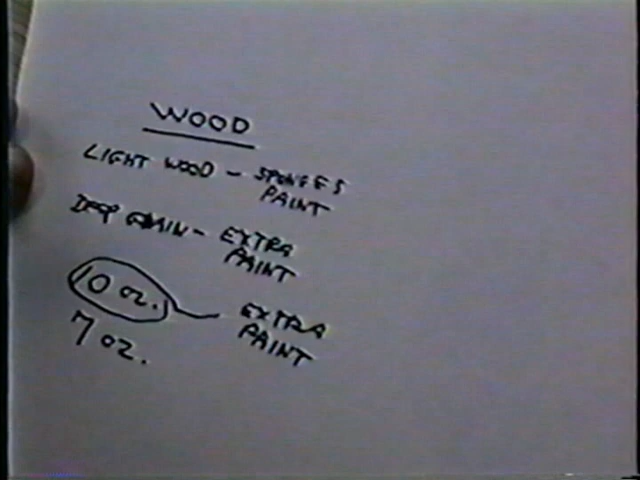 WOOD
LIGHT WOOD - SPONGES
PAINT
DEEP GRAIN - EXTRA
PAINT
10 oz. EXTRA
PAINT
7 oz.